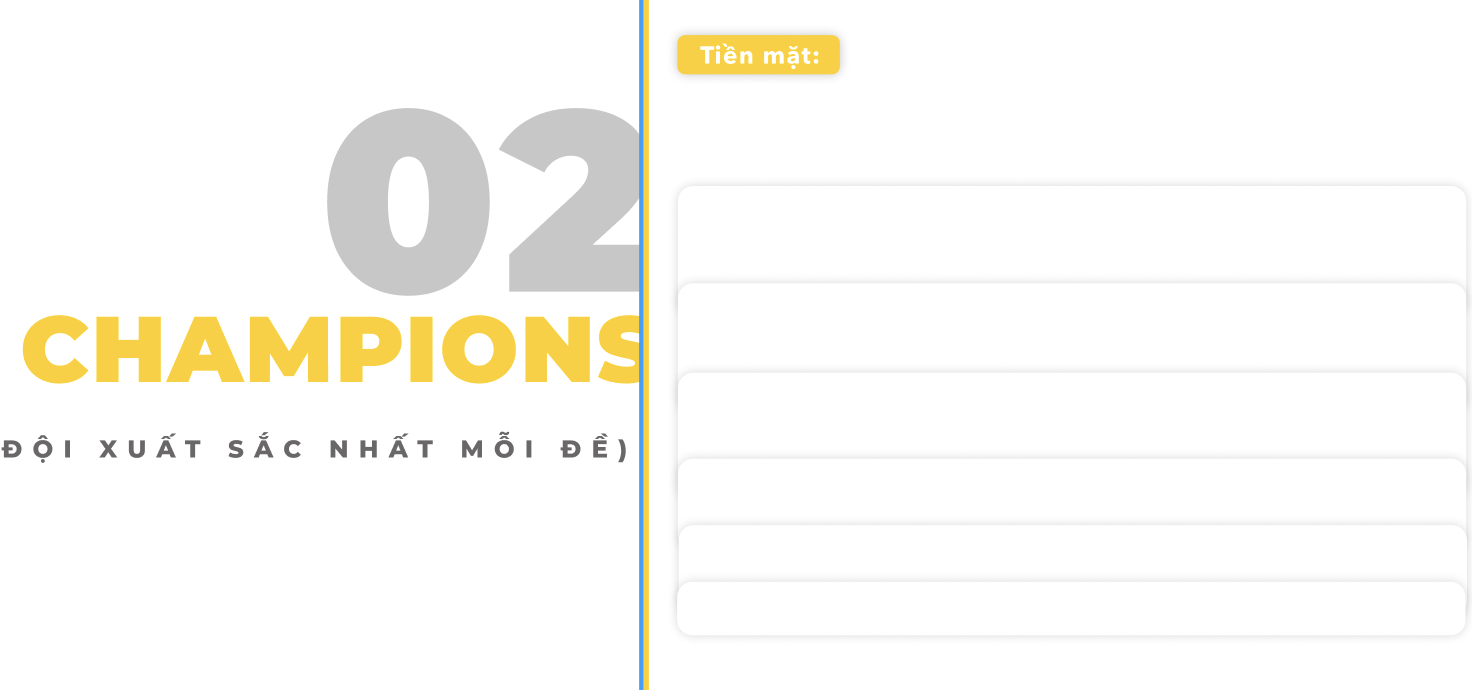 02
CHAMPIONS
ĐỘI XUẤT SẮC NHẤT MỖI ĐỀ)
Tiền mặt: